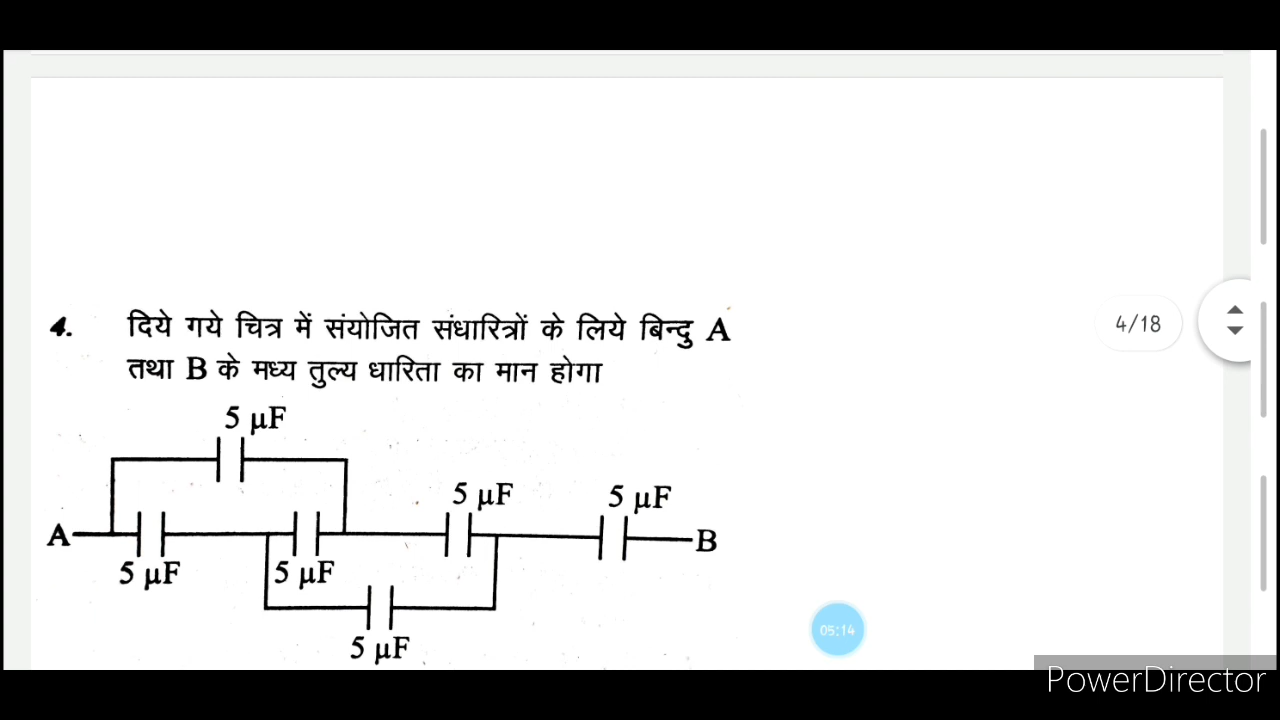 4. दिये गये चित्र में संयोजित संधारित्रों के लिये बिन्दु A
तथा B के मध्य तुल्य धारिता का मान होगा
4/18
5 μF
5 μF
5 μF
A
B
5 μF
5 μF
5 μF
05:14
PowerDirector